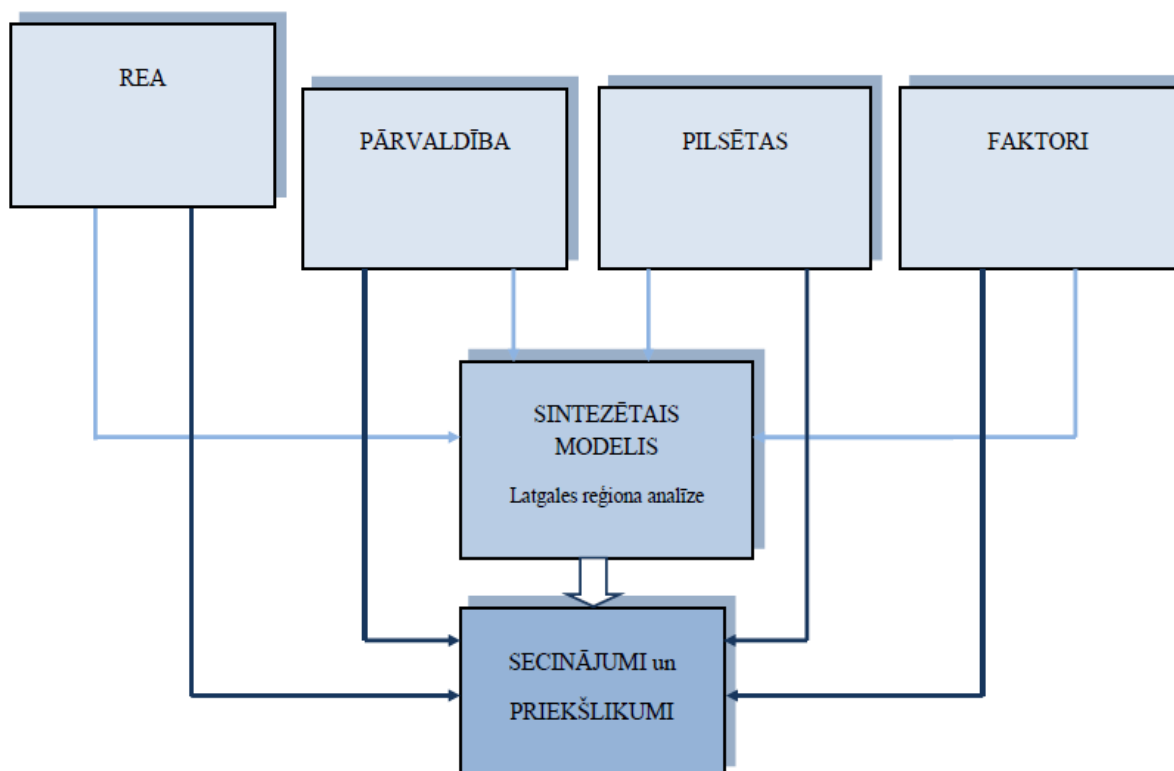 REA
PĀRVALDĪBA
PILSĒTAS
FAKTORI
SINTEZĒTAIS
MODELIS
Latgales reģiona analīze
SECINĀJUMI un
PRIEKŠLIKUMI